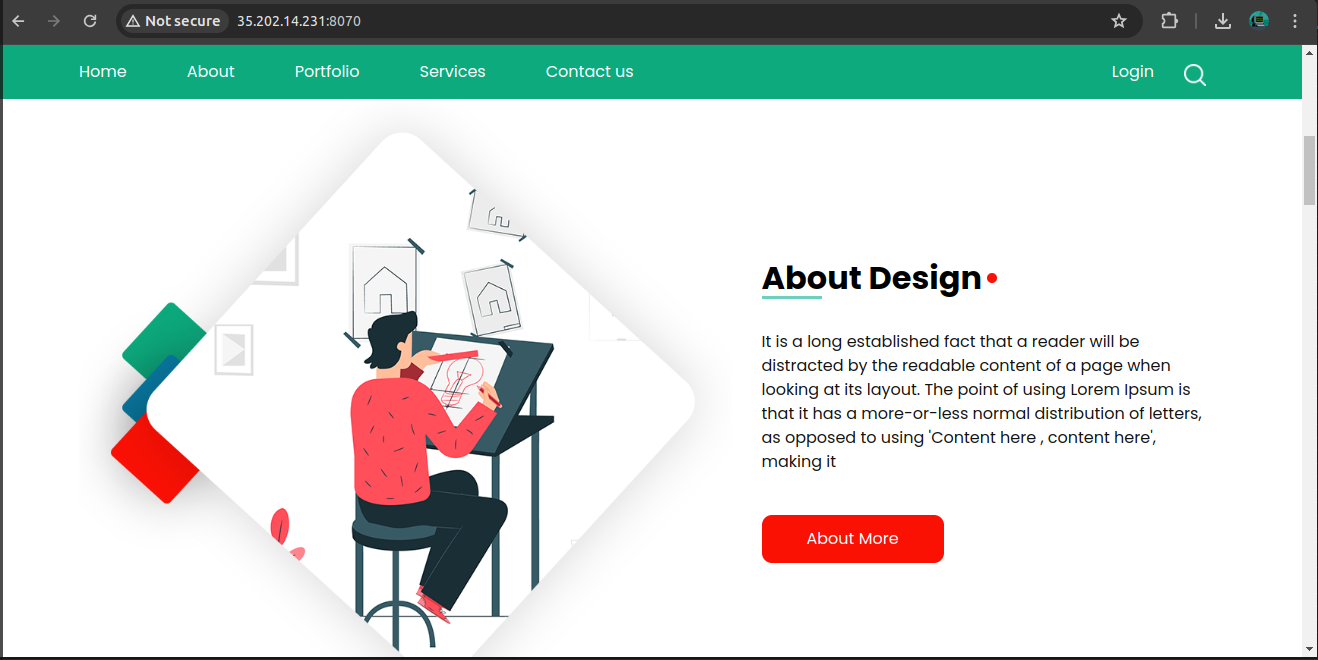 Not secure
35.202.14.231:8070
Home
About
Portfolio
Services
Contact us
Login
About Design
It is a long established fact that a reader will be
distracted by the readable content of a page when
looking at its layout. The point of using Lorem Ipsum is
that it has a more-or-less normal distribution of letters,
as opposed to using 'Content here , content here',
making it
About More